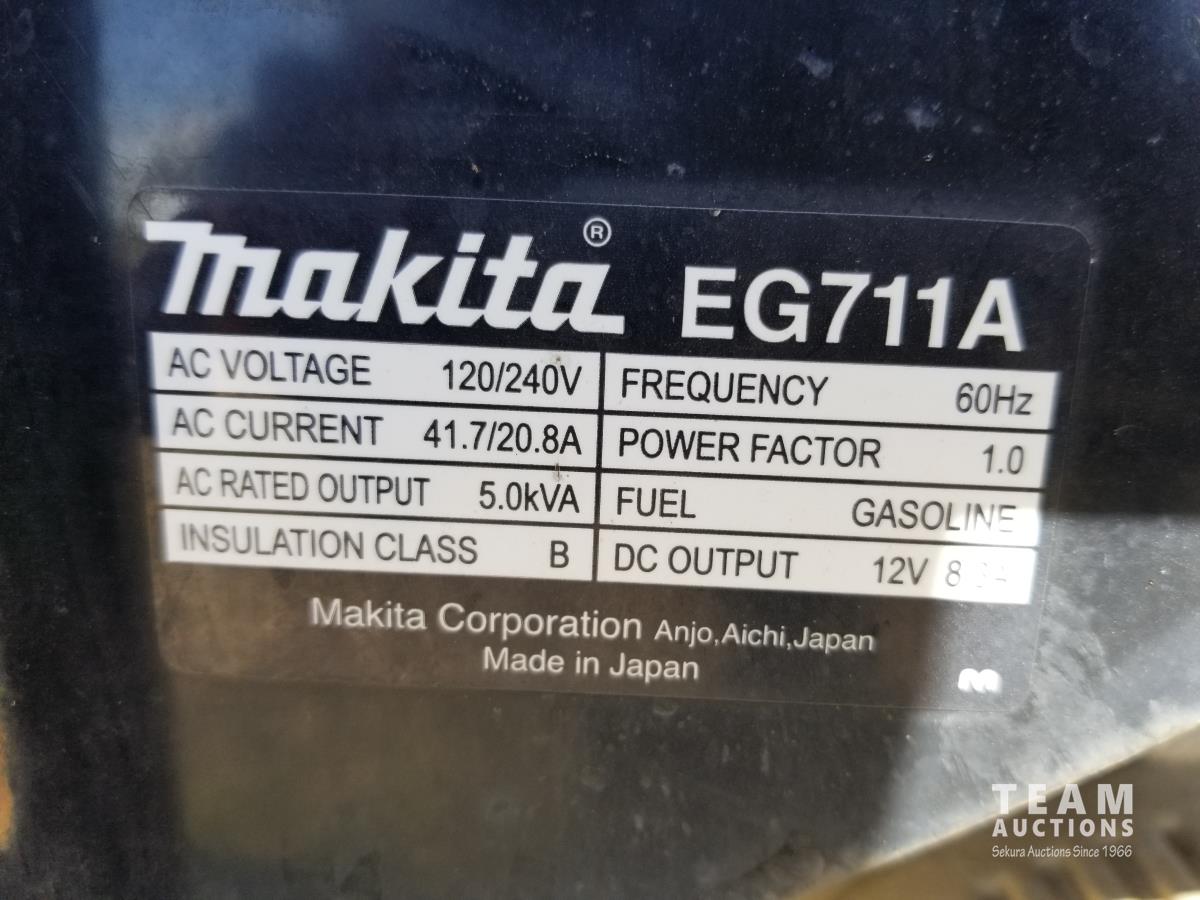 makita® EG711A
AC VOLTAGE 120/240V FREQUENCY 60Hz
AC CURRENT 41.7/20.8A POWER FACTOR 1.0
AC RATED OUTPUT 5.0kVA FUEL GASOLINE
INSULATION CLASS B DC OUTPUT 12V
Makita Corporation Anjo,Aichi,Japan
Made in Japan
TEAM
AUCTIONS
Sekura Auctions Since 1966